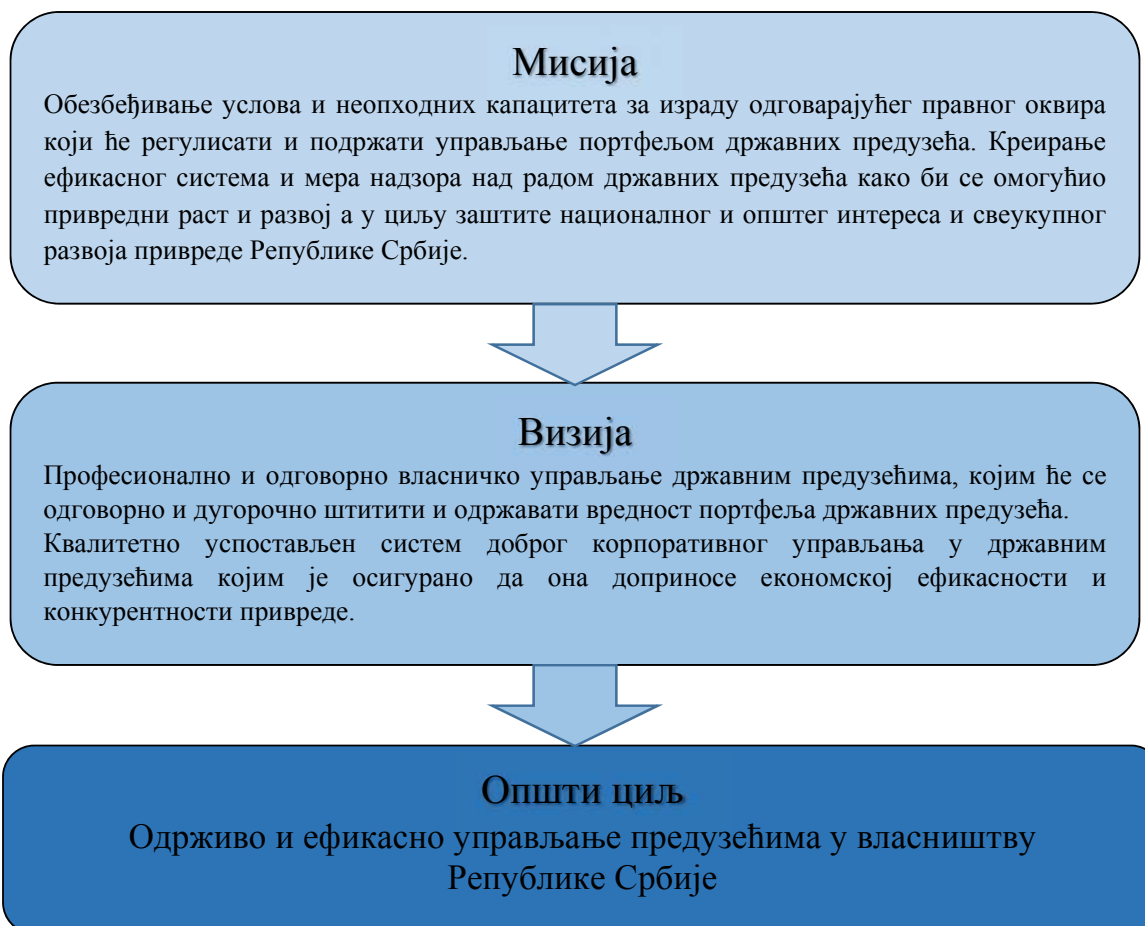 Мисија
Обезбеђивање услова и неопходних капацитета за израду одговарајућег правног оквира
који ће регулисати и подржати управљање портфељом државних предузећа. Креирање
ефикасног система и мера надзора над радом државних предузећа како би се омогућио
привредни раст и развој а у циљу заштите националног и општег интереса и свеукупног
развоја привреде Републике Србије.
Визија
Професионално и одговорно власничко управљање државним предузећима, којим ће се
одговорно и дугорочно штитити и одржавати вредност портфеља државних предузећа.
Квалитетно успостављен систем доброг корпоративног управљања у државним
предузећима којим је осигурано да она доприносе економској ефикасности и
конкурентности привреде.
Општи циљ
Одрживо и ефикасно управљање предузећима у власништву
Републике Србије